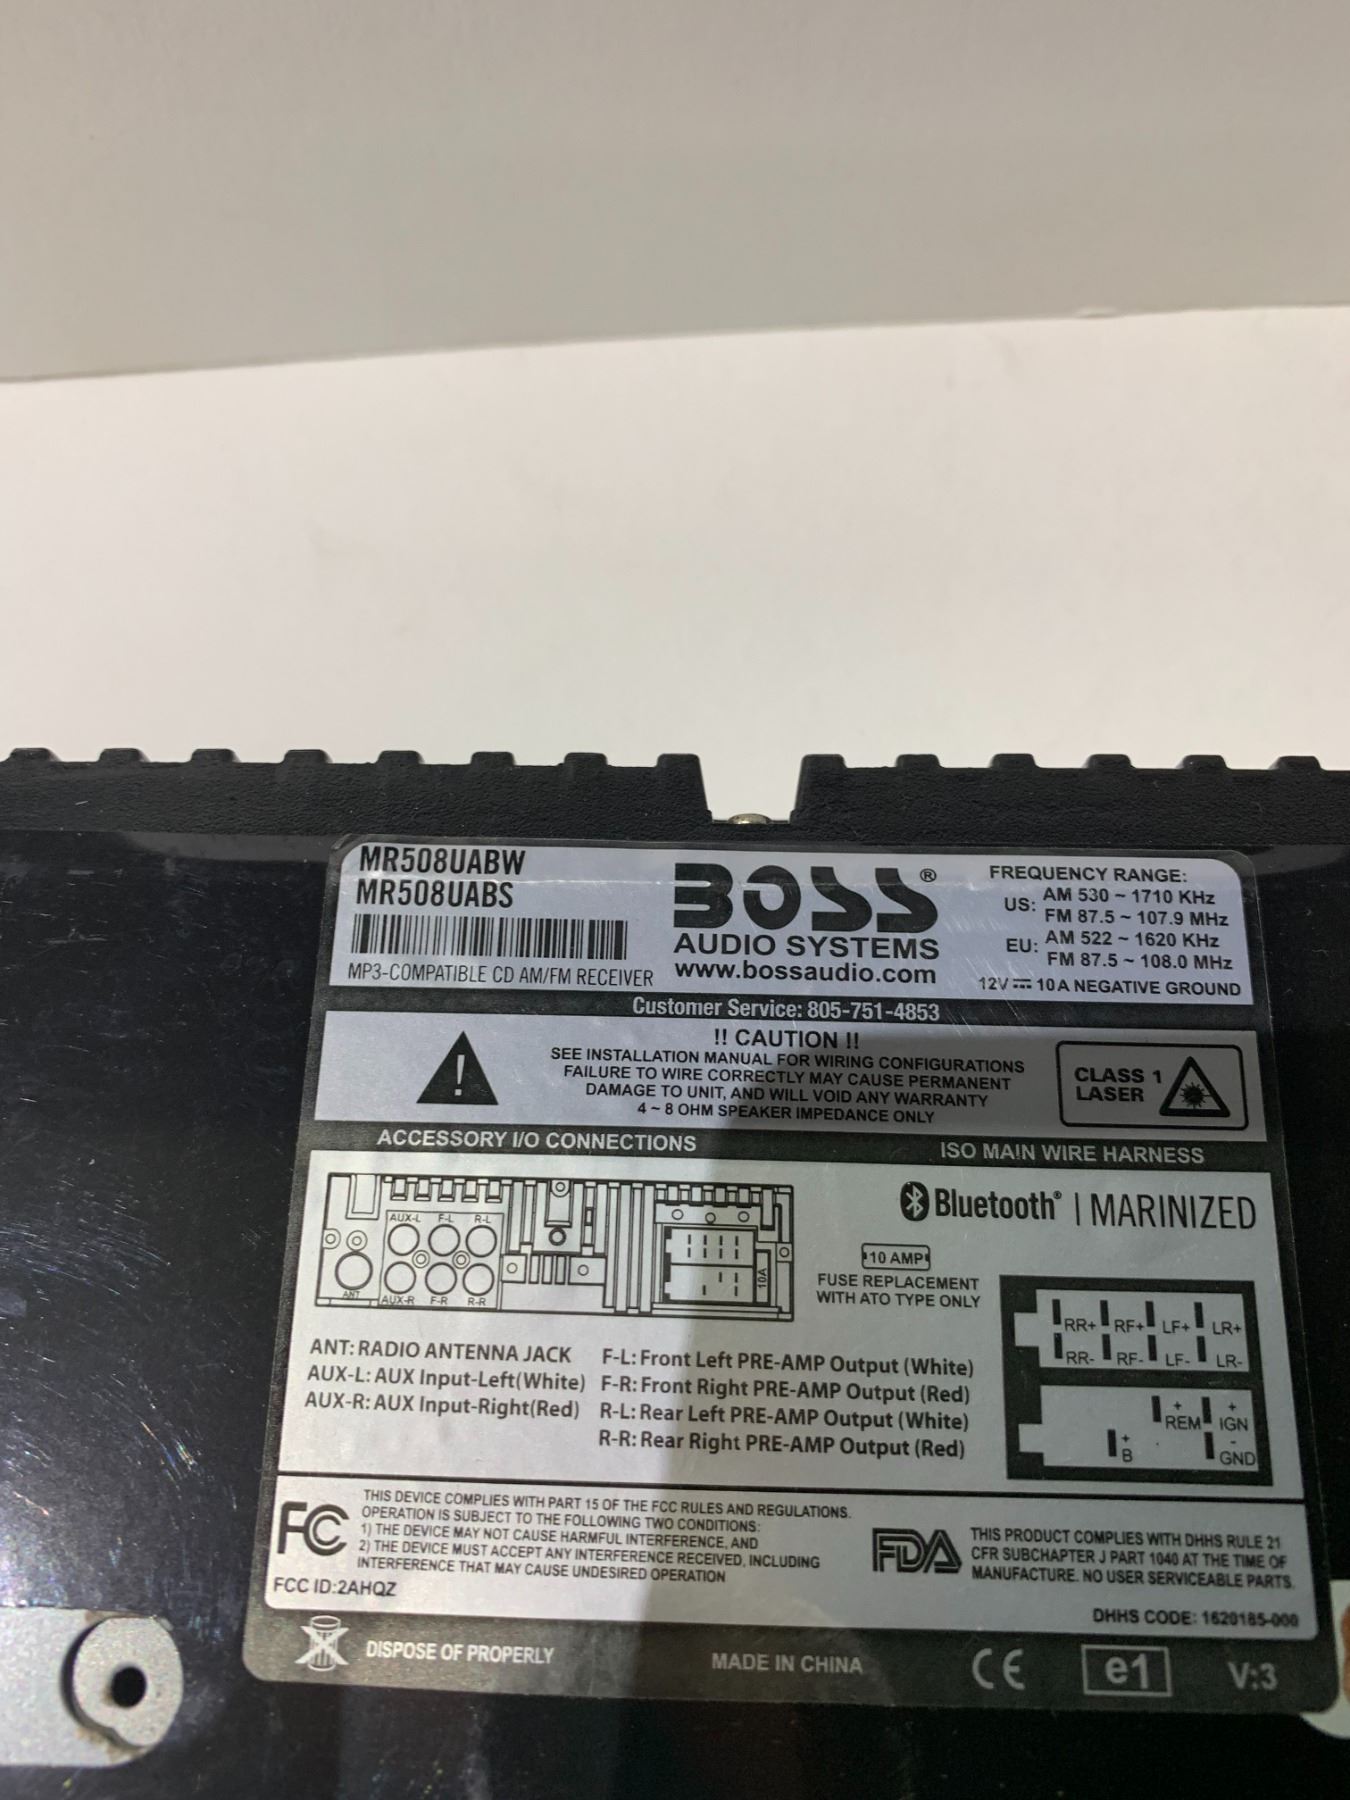 MR508UABW
MR508UABS
MP3-COMPATIBLE CD AM/FM RECEIVER
BOSS®
AUDIO SYSTEMS
www.bossaudio.com
FREQUENCY RANGE:
US: AM 530 ~ 1710 KHz
FM 87.5 ~ 107.9 MHz
EU: AM 522 ~ 1620 KHz
FM 87.5 ~ 108.0 MHz
12V ⎓ 10A NEGATIVE GROUND
Customer Service: 805-751-4853
!! CAUTION !!
SEE INSTALLATION MANUAL FOR WIRING CONFIGURATIONS
FAILURE TO WIRE CORRECTLY MAY CAUSE PERMANENT
DAMAGE TO UNIT, AND WILL VOID ANY WARRANTY
4 ~ 8 OHM SPEAKER IMPEDANCE ONLY
CLASS 1
LASER
ACCESSORY I/O CONNECTIONS
ISO MAIN WIRE HARNESS
AUX-L F-L R-L
ANT AUX-R F-R R-R
10A
Bluetooth® | MARINIZED
10 AMP
FUSE REPLACEMENT
WITH ATO TYPE ONLY
RR+ RF+ LF+ LR+
RR- RF- LF- LR-
+ +
REM IGN
+ -
B GND
ANT: RADIO ANTENNA JACK
AUX-L: AUX Input-Left(White)
AUX-R: AUX Input-Right(Red)
F-L: Front Left PRE-AMP Output (White)
F-R: Front Right PRE-AMP Output (Red)
R-L: Rear Left PRE-AMP Output (White)
R-R: Rear Right PRE-AMP Output (Red)
FC
THIS DEVICE COMPLIES WITH PART 15 OF THE FCC RULES AND REGULATIONS.
OPERATION IS SUBJECT TO THE FOLLOWING TWO CONDITIONS:
1) THE DEVICE MAY NOT CAUSE HARMFUL INTERFERENCE, AND
2) THE DEVICE MUST ACCEPT ANY INTERFERENCE RECEIVED, INCLUDING
INTERFERENCE THAT MAY CAUSE UNDESIRED OPERATION
FCC ID:2AHQZ
FDA
THIS PRODUCT COMPLIES WITH DHHS RULE 21
CFR SUBCHAPTER J PART 1040 AT THE TIME OF
MANUFACTURE. NO USER SERVICEABLE PARTS.
DHHS CODE: 1620185-000
DISPOSE OF PROPERLY
MADE IN CHINA
CE
e1
V:3